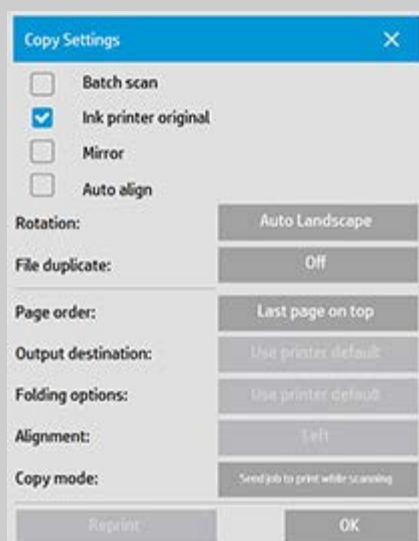 Copy Settings
Batch scan
Ink printer original
Mirror
Auto align
Rotation: Auto Landscape
File duplicate: Off
Page order: Last page on top
Output destination: Use printer default
Folding options: Use printer default
Alignment: Left
Copy mode: Send job to print while scanning
Reprint OK